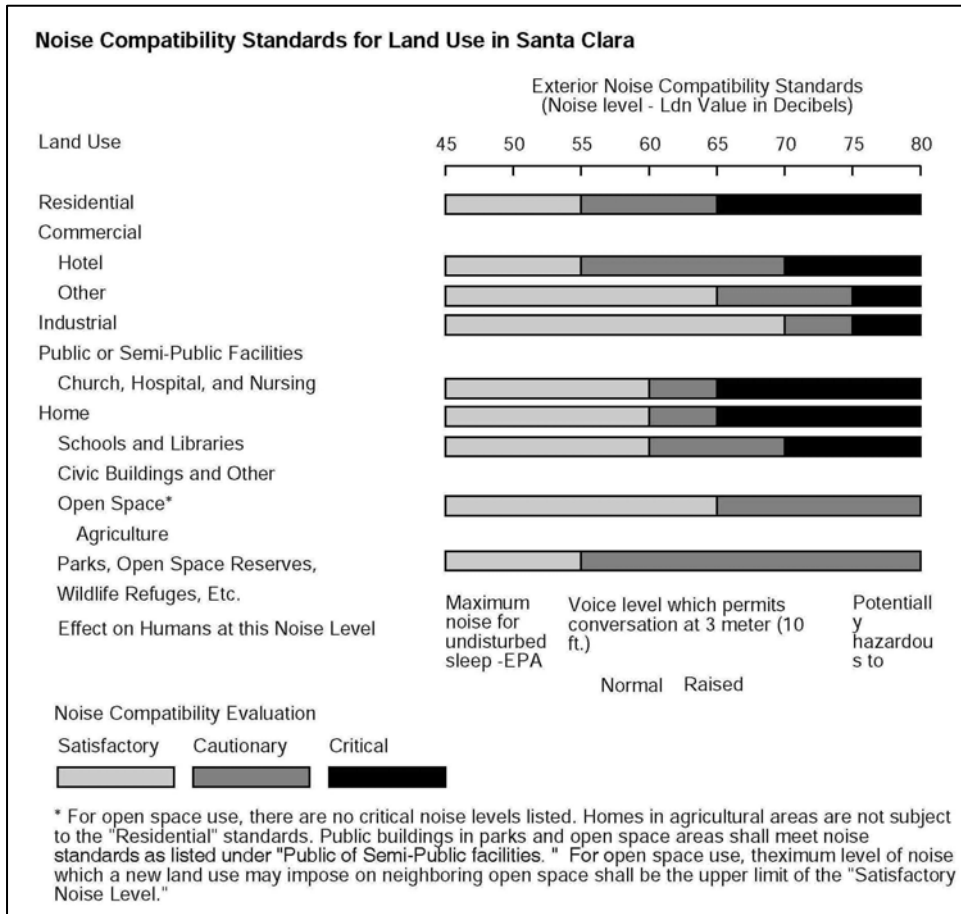 Noise Compatibility Standards for Land Use in Santa Clara
Exterior Noise Compatibility Standards
(Noise level - Ldn Value in Decibels)
Land Use 45 50 55 60 65 70 75 80
Residential
Commercial
Hotel
Other
Industrial
Public or Semi-Public Facilities
Church, Hospital, and Nursing
Home
Schools and Libraries
Civic Buildings and Other
Open Space*
Agriculture
Parks, Open Space Reserves,
Wildlife Refuges, Etc.
Effect on Humans at this Noise Level
Maximum
noise for
undisturbed
sleep -EPA
Voice level which permits
conversation at 3 meter (10
ft.)
Normal Raised
Potentiall
y
hazardou
s to
Noise Compatibility Evaluation
Satisfactory Cautionary Critical
* For open space use, there are no critical noise levels listed. Homes in agricultural areas are not subject
to the "Residential" standards. Public buildings in parks and open space areas shall meet noise
standards as listed under "Public of Semi-Public facilities. " For open space use, theximum level of noise
which a new land use may impose on neighboring open space shall be the upper limit of the "Satisfactory
Noise Level."